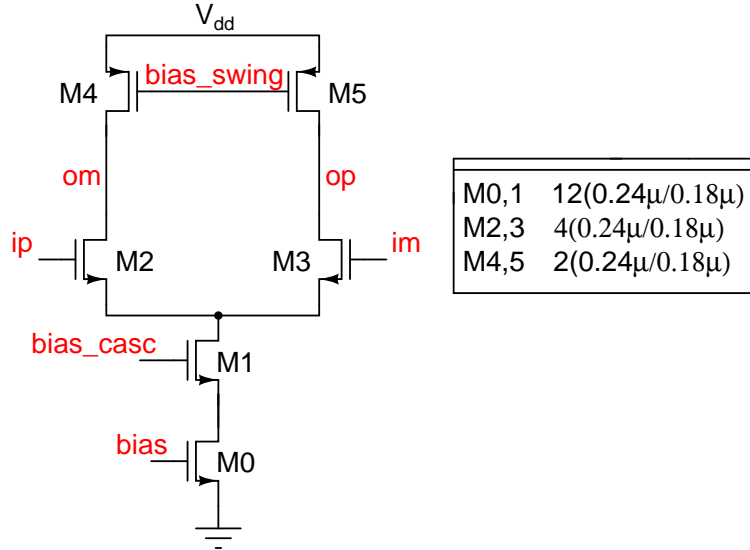 Vdd
M4 bias_swing M5
om op
ip M2 M3 im
bias_casc M1
bias M0
M0,1 12(0.24μ/0.18μ)
M2,3 4(0.24μ/0.18μ)
M4,5 2(0.24μ/0.18μ)